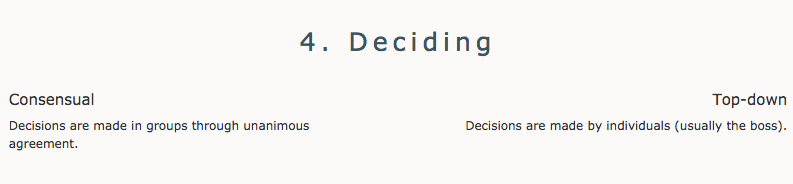 4. Deciding
Consensual
Top-down
Decisions are made in groups through unanimous
agreement.
Decisions are made by individuals (usually the boss).